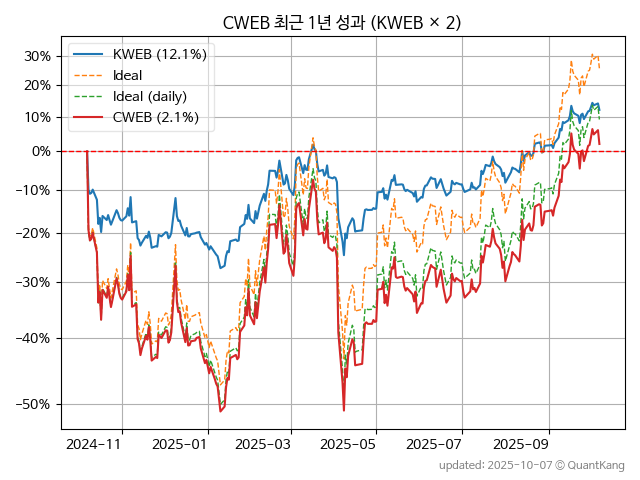 CWEB 최근 1년 성과 (KWEB × 2)
KWEB (12.1%)
Ideal
Ideal (daily)
CWEB (2.1%)
30%
20%
10%
0%
−10%
−20%
−30%
−40%
−50%
2024-11
2025-01
2025-03
2025-05
2025-07
2025-09
updated: 2025-10-07 © QuantKang